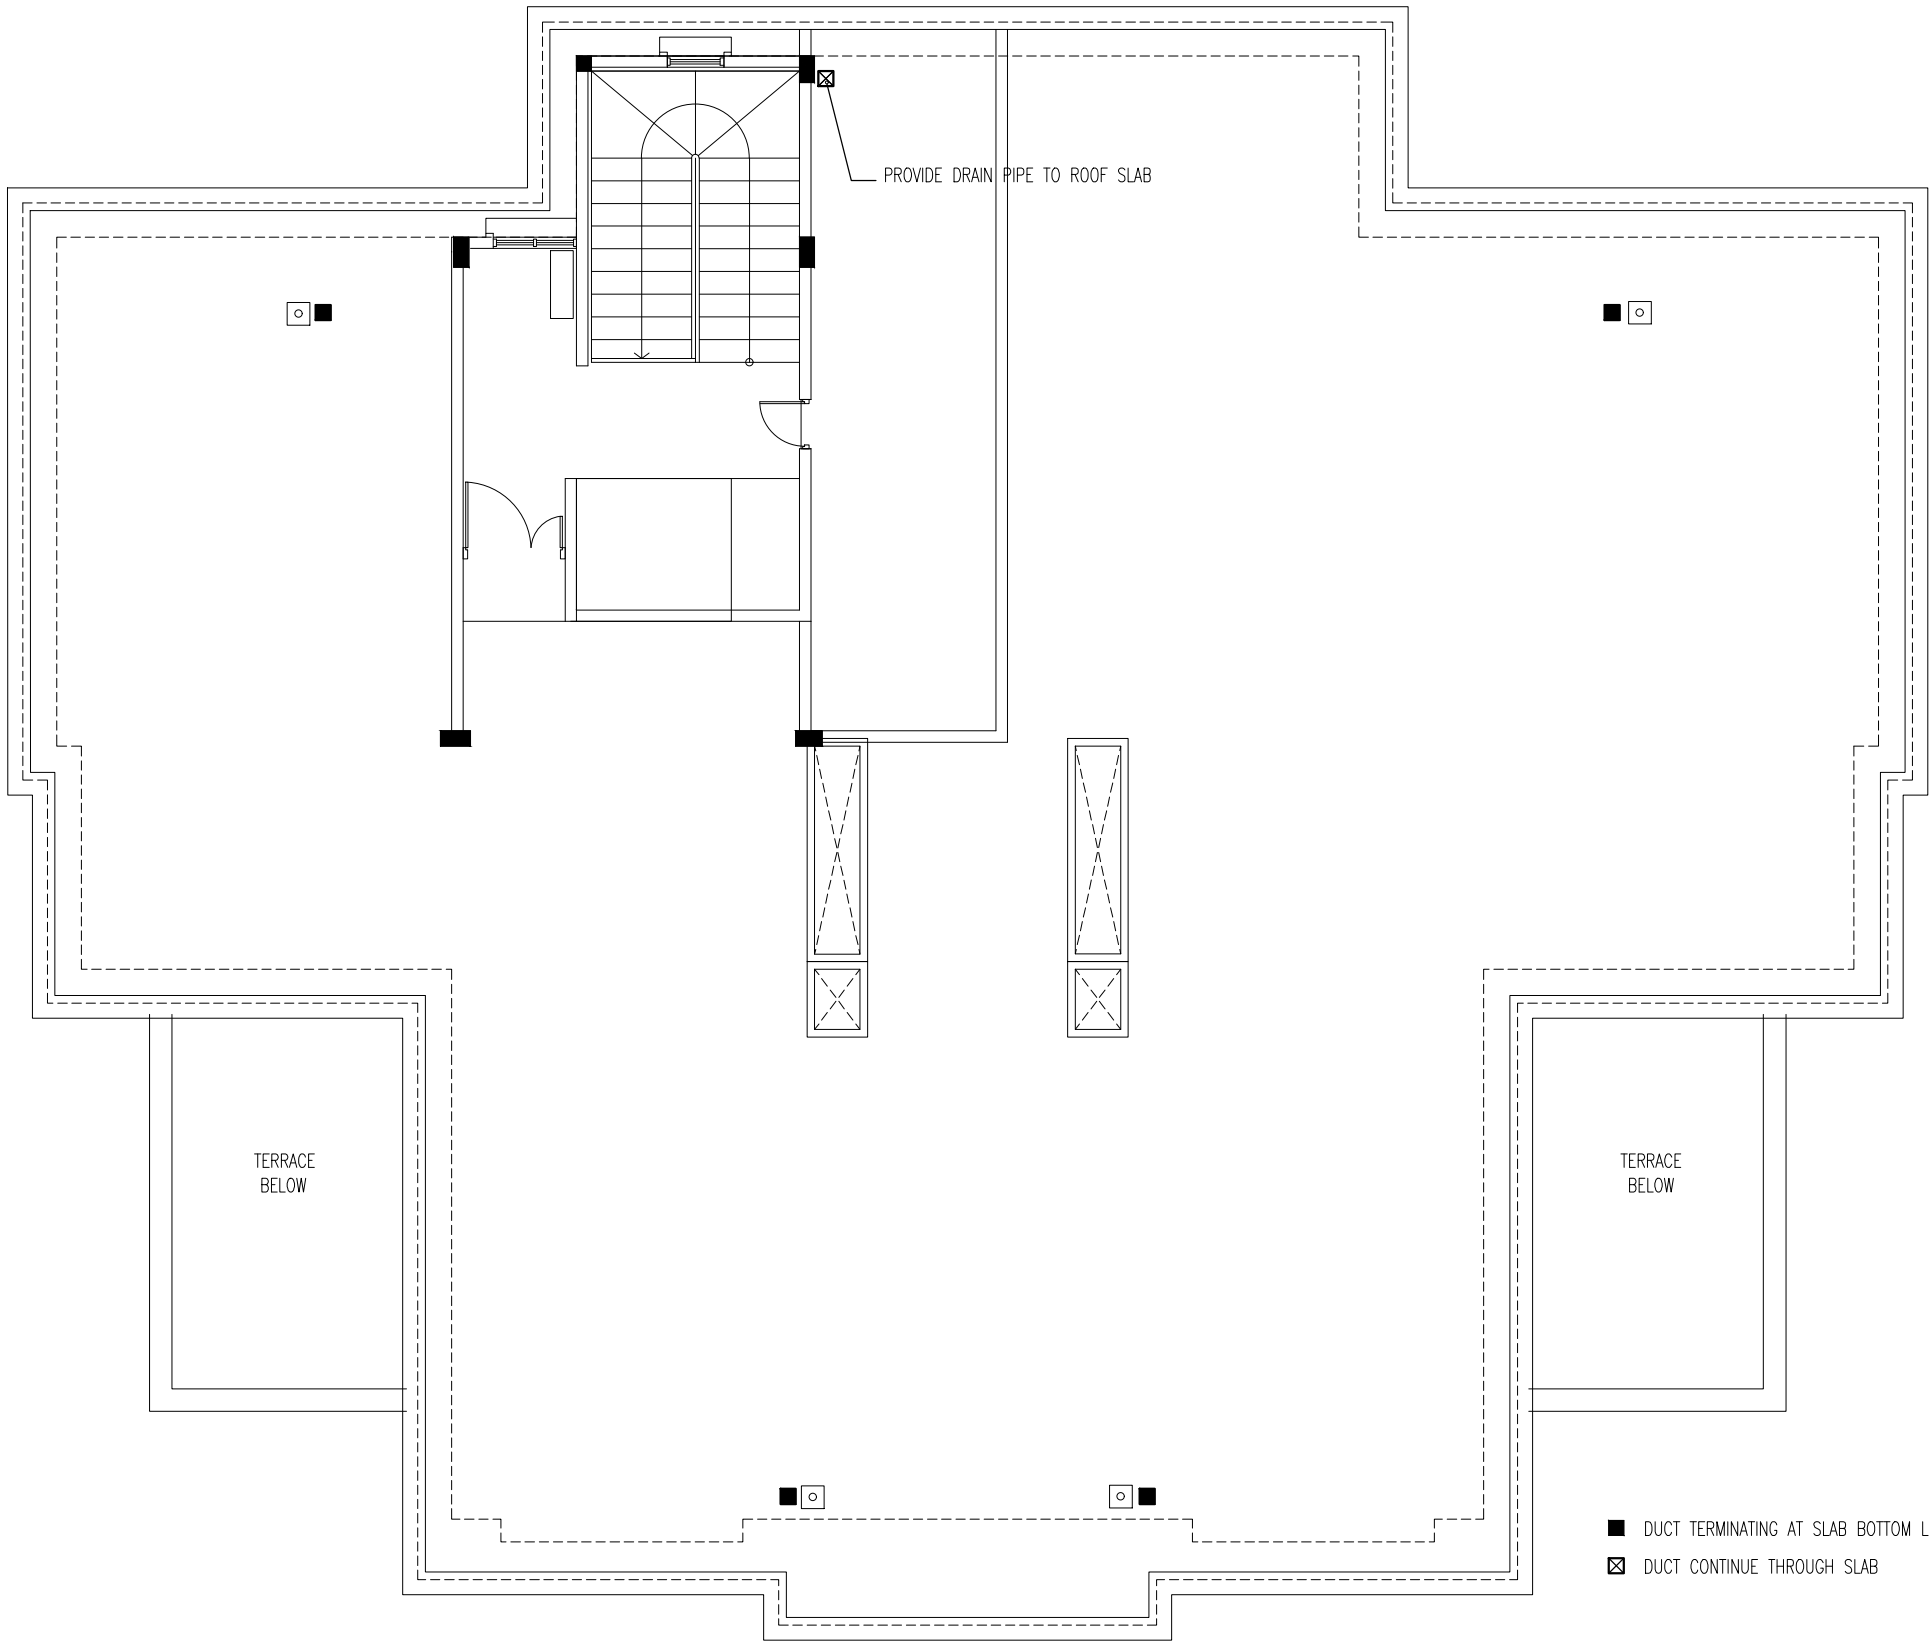 PROVIDE DRAIN PIPE TO ROOF SLAB
TERRACE
BELOW
TERRACE
BELOW
DUCT TERMINATING AT SLAB BOTTOM L
DUCT CONTINUE THROUGH SLAB